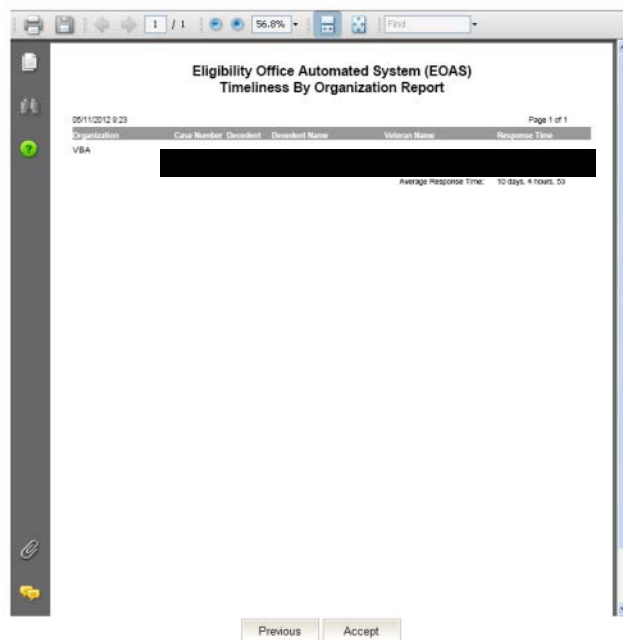 1 / 1 56.8% Find
Eligibility Office Automated System (EOAS)
Timeliness By Organization Report
05/11/2012 9:23 Page 1 of 1
Organization Case Number Decedent Decedent Name Veteran Name Response Time
VBA
Average Response Time: 10 days, 4 hours, 53
Previous Accept